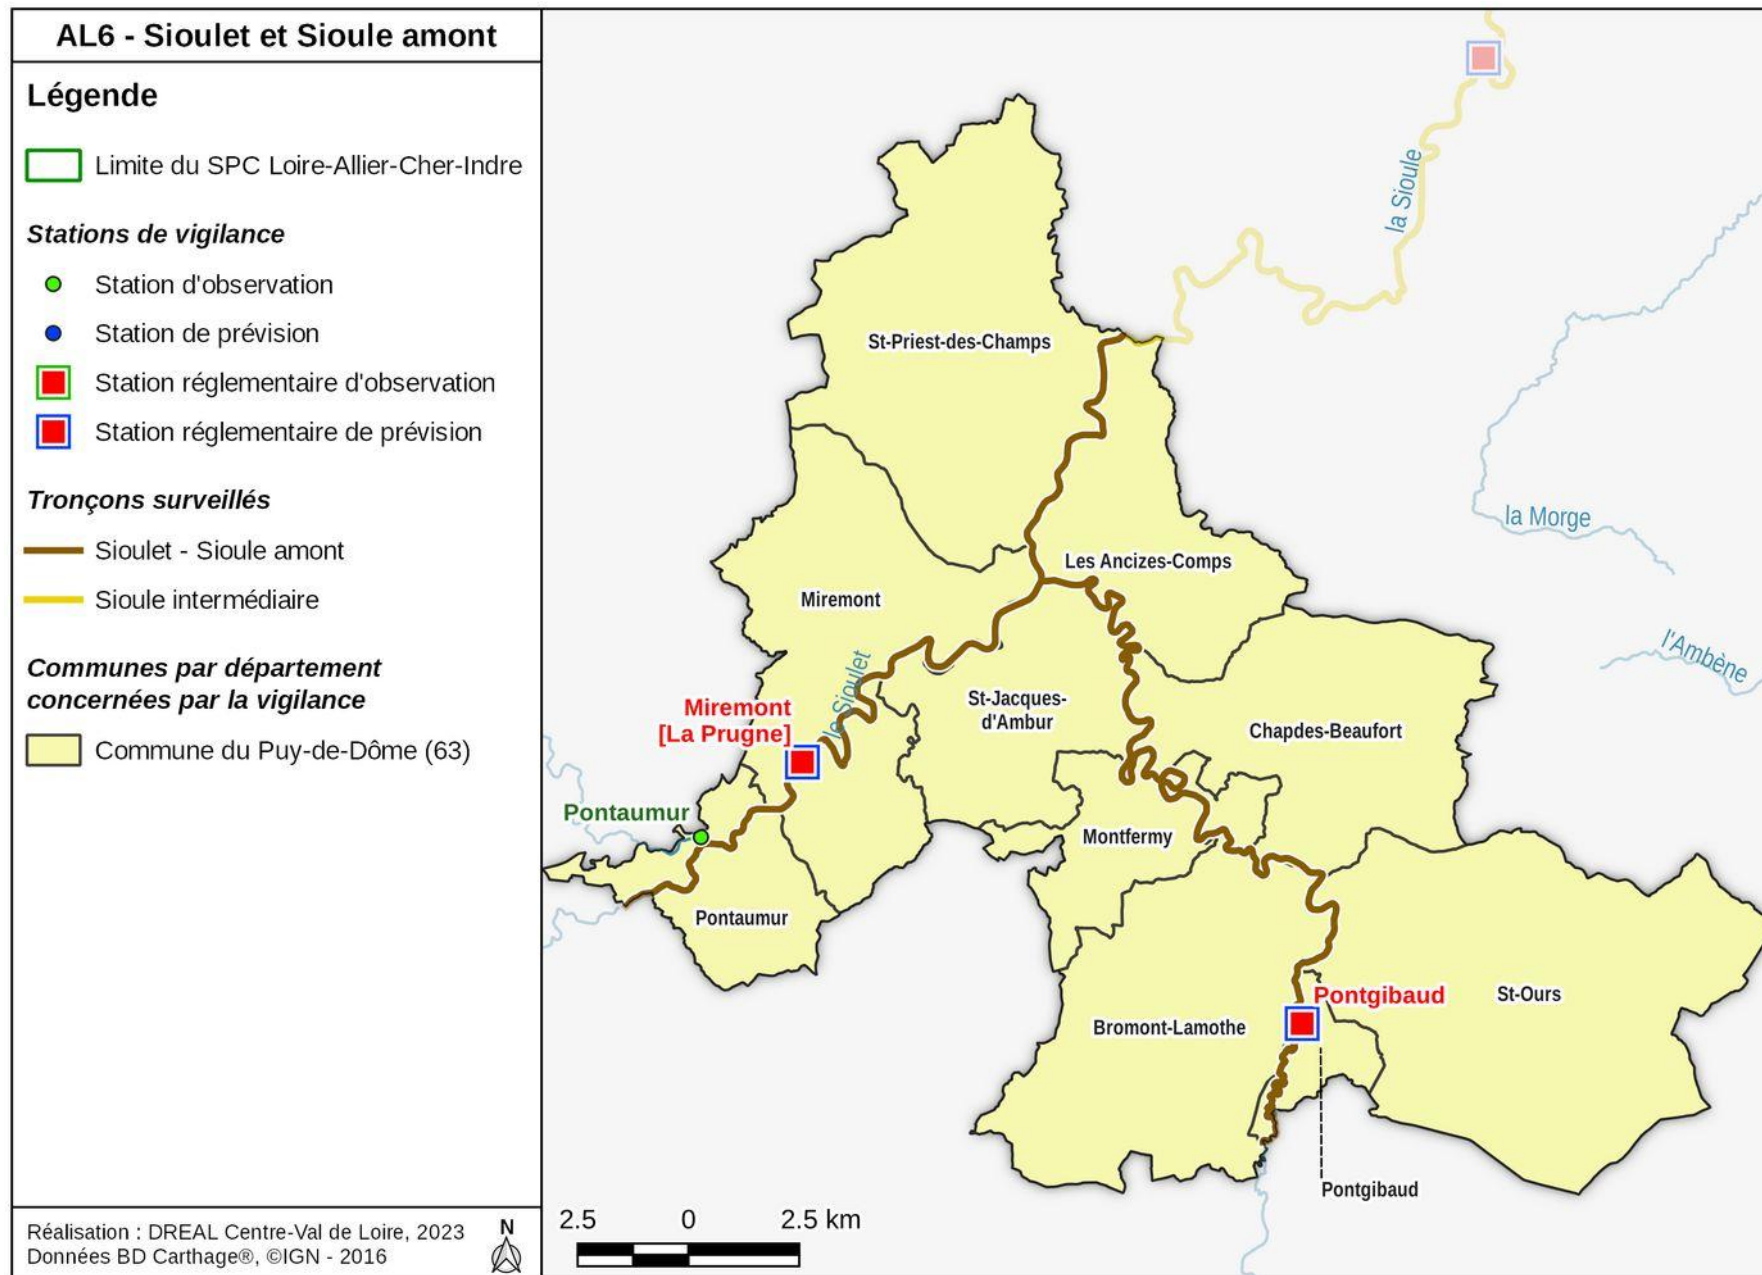 AL6 - Sioulet et Sioule amont
Légende
Limite du SPC Loire-Allier-Cher-Indre
Stations de vigilance
Station d'observation
Station de prévision
Station réglementaire d'observation
Station réglementaire de prévision
Tronçons surveillés
Sioulet - Sioule amont
Sioule intermédiaire
Communes par département
concernées par la vigilance
Commune du Puy-de-Dôme (63)
Réalisation : DREAL Centre-Val de Loire, 2023
Données BD Carthage®, ©IGN - 2016
N
la Sioule
St-Priest-des-Champs
la Morge
Les Ancizes-Comps
Miremont
l'Ambène
le Sioulet
St-Jacques-
d'Ambur
Miremont
[La Prugne]
Chapdes-Beaufort
Pontaumur
Montfermy
Pontaumur
Pontgibaud
St-Ours
Bromont-Lamothe
Pontgibaud
2.5 0 2.5 km